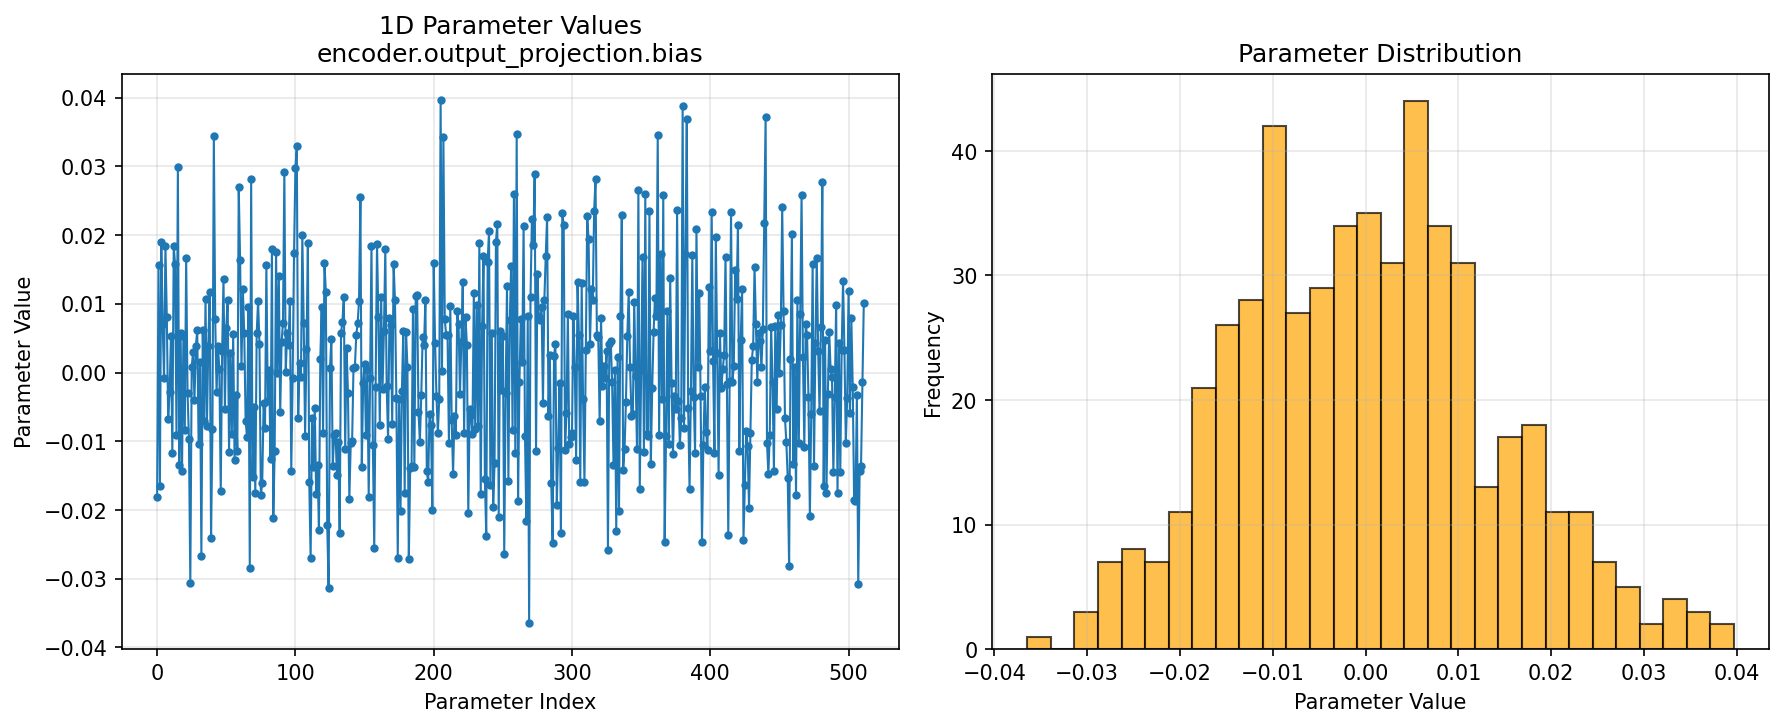 1D Parameter Values
encoder.output_projection.bias
Parameter Value
0.04
0.03
0.02
0.01
0.00
−0.01
−0.02
−0.03
−0.04
0 100 200 300 400 500
Parameter Index
Parameter Distribution
Frequency
40
30
20
10
0
−0.04 −0.03 −0.02 −0.01 0.00 0.01 0.02 0.03 0.04
Parameter Value